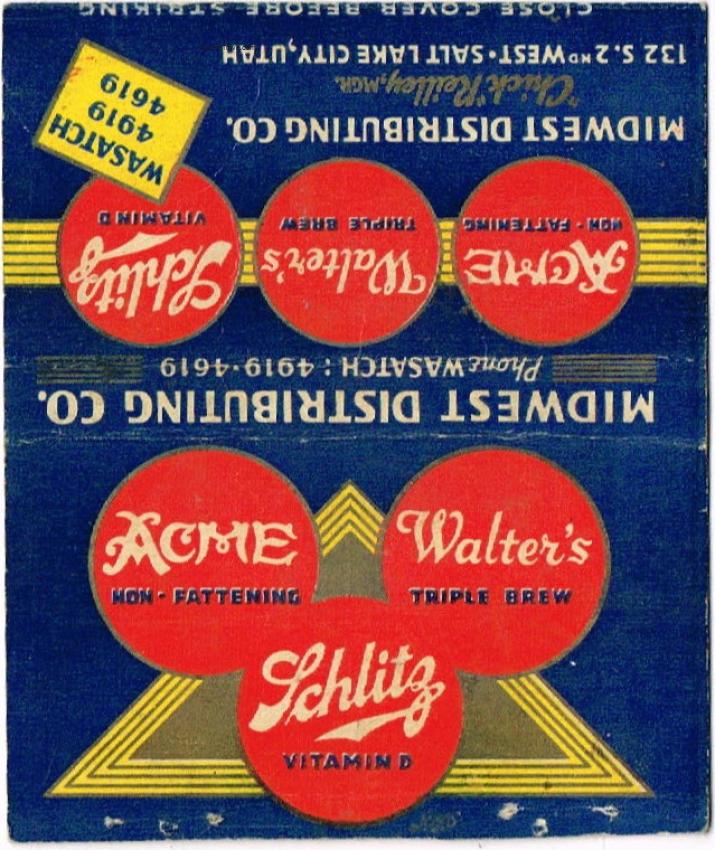 CLOSE COVER BEFORE STRIKING
132 S. 2ND WEST • SALT LAKE CITY, UTAH
"Chick" Reilley, MGR.
MIDWEST DISTRIBUTING CO.
WASATCH
4919
4619
ACME
NON-FATTENING
Walter's
TRIPLE BREW
Schlitz
VITAMIN D
Phone WASATCH : 4919-4619
MIDWEST DISTRIBUTING CO.
ACME
NON-FATTENING
Walter's
TRIPLE BREW
Schlitz
VITAMIN D